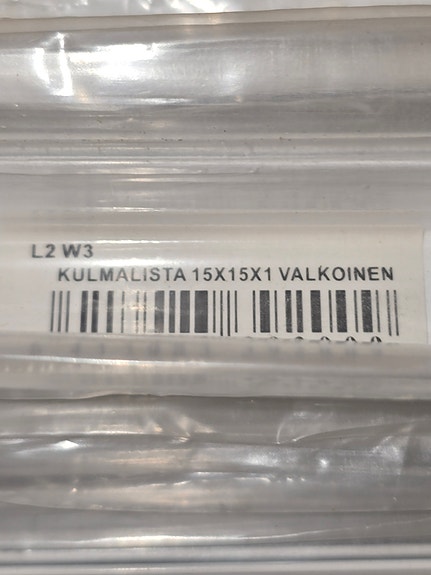 L2 W3
KULMALISTA 15X15X1 VALKOINEN